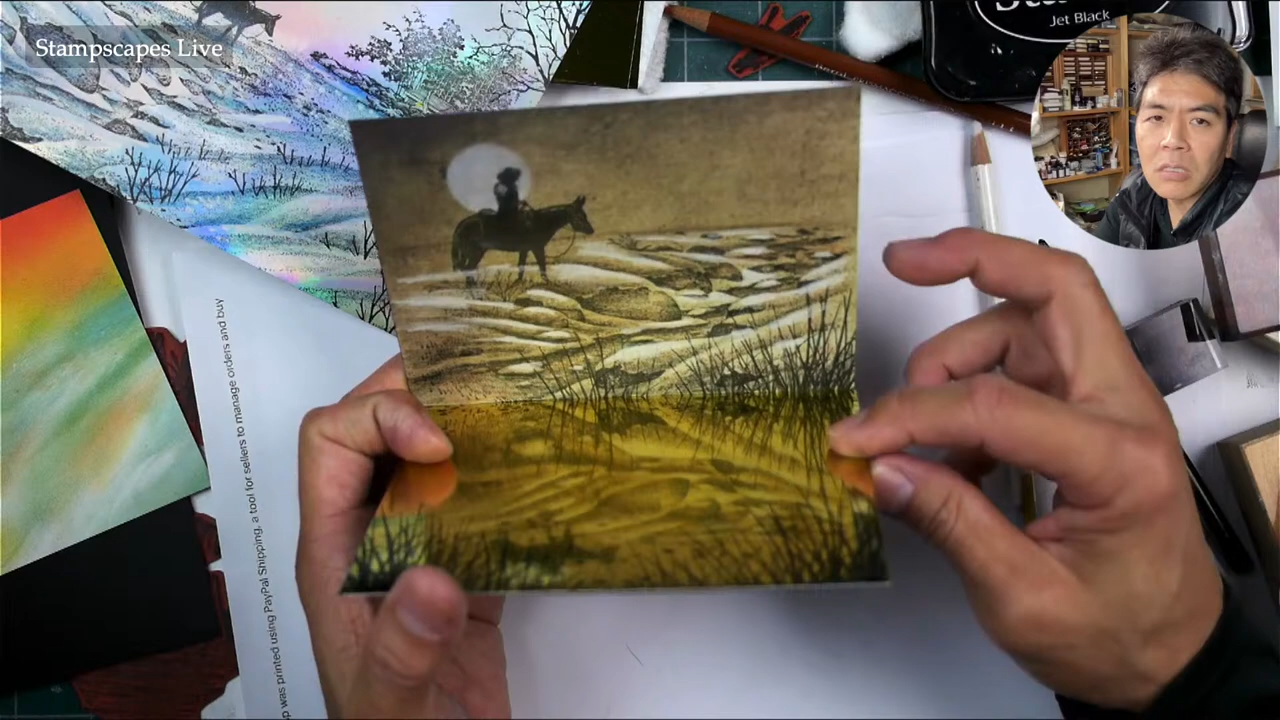 Stampscapes Live
Jet Black
p was printed using PayPal Shipping, a tool for sellers to manage orders and buy